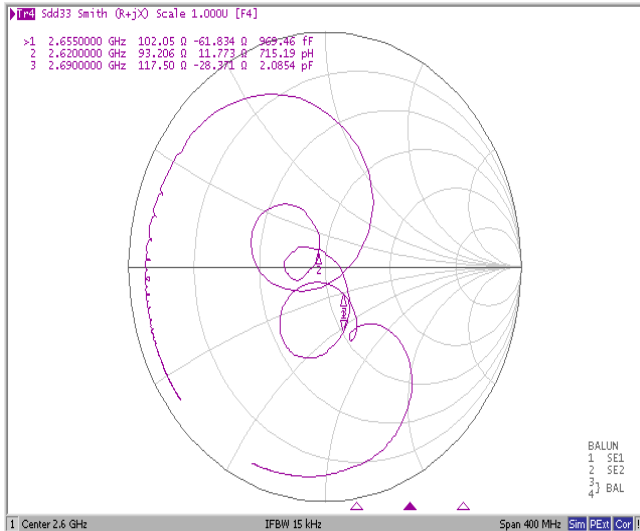 Tr4 Sdd33 Smith (R+jX) Scale 1.000U [F4]
>1 2.6550000 GHz 102.05 Ω -61.834 Ω 969.46 fF
2 2.6200000 GHz 93.206 Ω 11.773 Ω 715.19 pH
3 2.6900000 GHz 117.50 Ω -28.371 Ω 2.0854 pF
2
BALUN
1 SE1
2 SE2
3
4} BAL
1 Center 2.6 GHz IFBW 15 kHz Span 400 MHz Sim PExt Cor